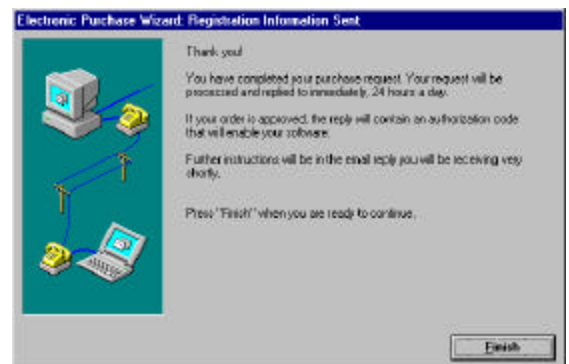 Electronic Purchase Wizard: Registration Information Sent
Thank you!
You have completed your purchase request. Your request will be
processed and replied to immediately, 24 hours a day.
If your order is approved, the reply will contain an authorization code
that will enable your software.
Further instructions will be in the email reply you will be receiving very
shortly.
Press "Finish" when you are ready to continue.
Finish